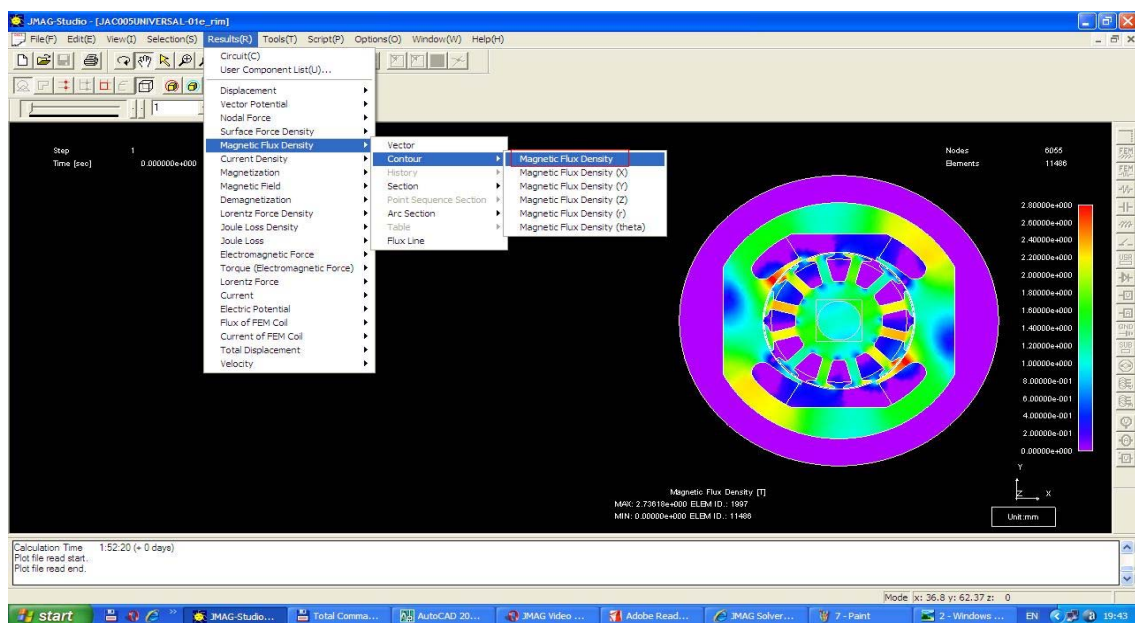 JMAG-Studio - [JAC005UNIVERSAL-01e_rim]
File(F) Edit(E) View(I) Selection(S) Results(R) Tools(T) Script(P) Options(O) Window(W) Help(H)
Circuit(C)
User Component List(U)...
1
Displacement
Vector Potential
Nodal Force
Surface Force Density
Magnetic Flux Density
Current Density
Magnetization
Magnetic Field
Demagnetization
Lorentz Force Density
Joule Loss Density
Joule Loss
Electromagnetic Force
Torque (Electromagnetic Force)
Lorentz Force
Current
Electric Potential
Flux of FEM Coil
Current of FEM Coil
Total Displacement
Velocity
Vector
Contour
History
Section
Point Sequence Section
Arc Section
Table
Flux Line
Magnetic Flux Density
Magnetic Flux Density (X)
Magnetic Flux Density (Y)
Magnetic Flux Density (Z)
Magnetic Flux Density (r)
Magnetic Flux Density (theta)
Step 1
Time [sec] 0.000000e+000
Nodes 6055
Elements 11486
2.80000e+000
2.60000e+000
2.40000e+000
2.20000e+000
2.00000e+000
1.80000e+000
1.60000e+000
1.40000e+000
1.20000e+000
1.00000e+000
8.00000e-001
6.00000e-001
4.00000e-001
2.00000e-001
0.00000e+000
Y
Z X
Unit:mm
Magnetic Flux Density [T]
MAX: 2.73618e+000 ELEM ID.: 1997
MIN: 0.00000e+000 ELEM ID.: 11486
FEM
FEM
USR
GND
SUB
Calculation Time 1:52:20 (+ 0 days)
Plot file read start.
Plot file read end.
Mode x: 36.8 y: 62.37 z: 0
start
JMAG-Studio...
Total Comma...
AutoCAD 20...
JMAG Video ...
Adobe Read...
JMAG Solver...
7 - Paint
2 - Windows ...
EN
19:43